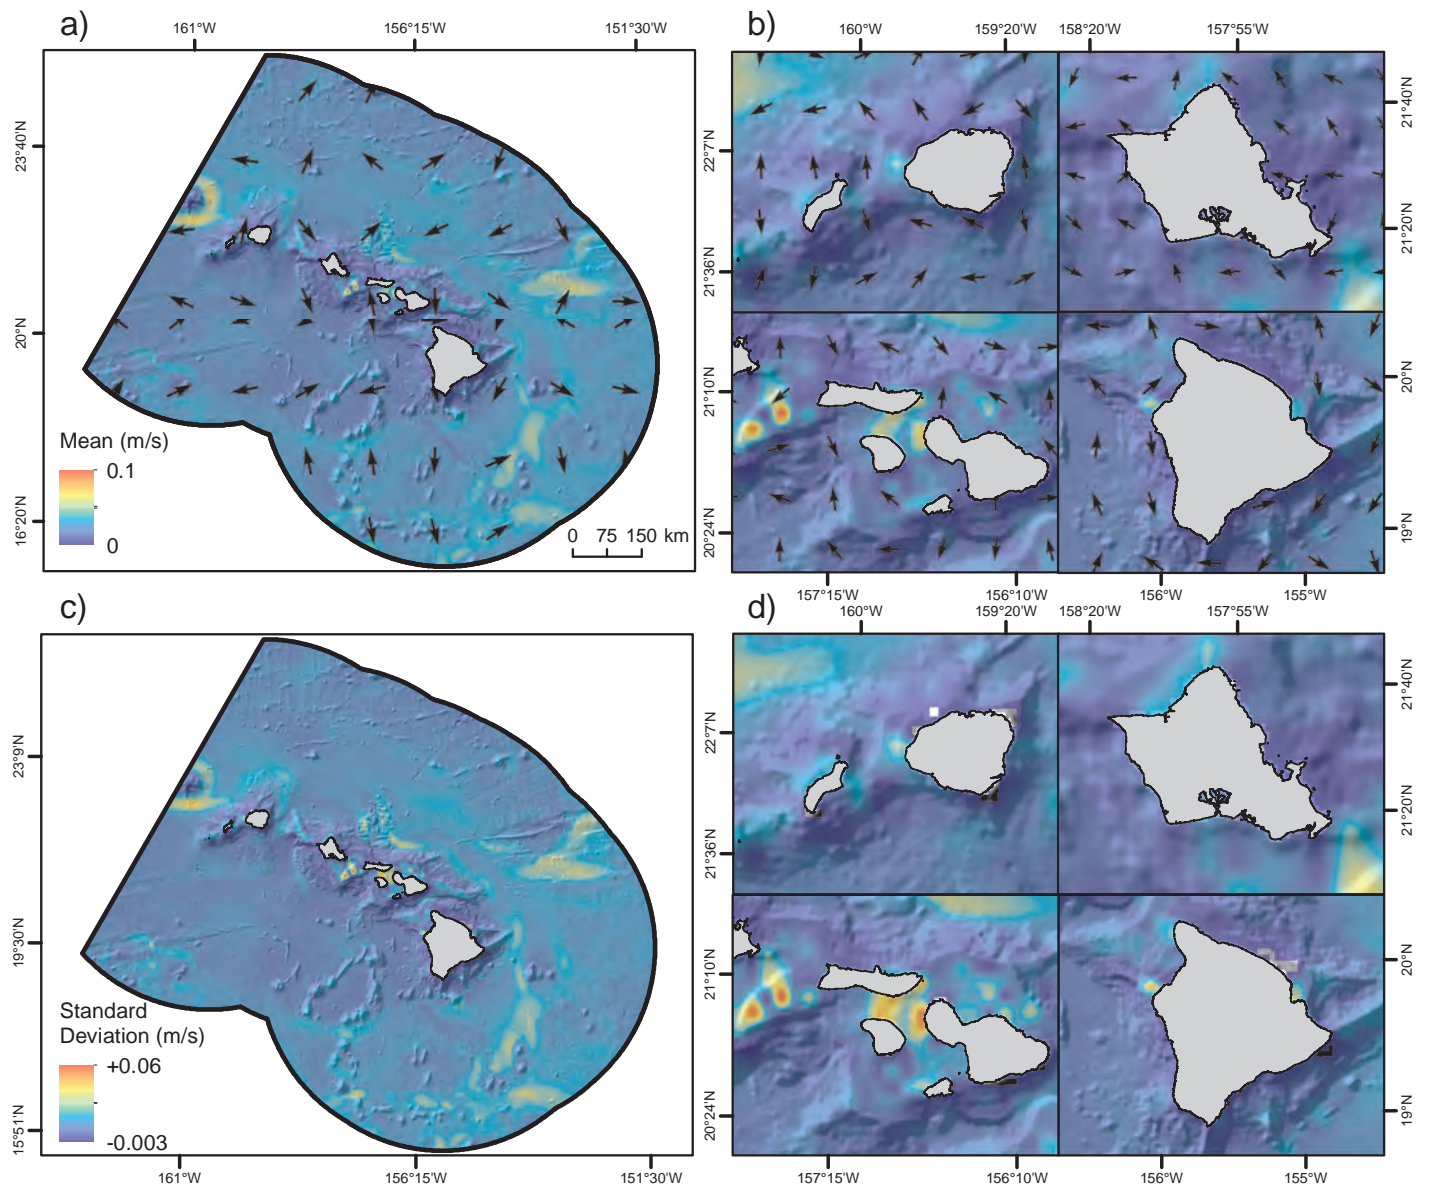 a)
161°W 156°15'W 151°30'W
23°40'N
20°N
16°20'N
Mean (m/s)
0.1
0
0 75 150 km
b)
160°W 159°20'W 158°20'W 157°55'W
22°7'N
21°36'N
21°40'N
21°20'N
21°10'N
20°24'N
20°N
19°N
157°15'W 156°10'W 156°W 155°W
c)
23°9'N
19°30'N
15°51'N
Standard
Deviation (m/s)
+0.06
-0.003
161°W 156°15'W 151°30'W
d)
160°W 159°20'W 158°20'W 157°55'W
22°7'N
21°36'N
21°40'N
21°20'N
21°10'N
20°24'N
20°N
19°N
157°15'W 156°10'W 156°W 155°W